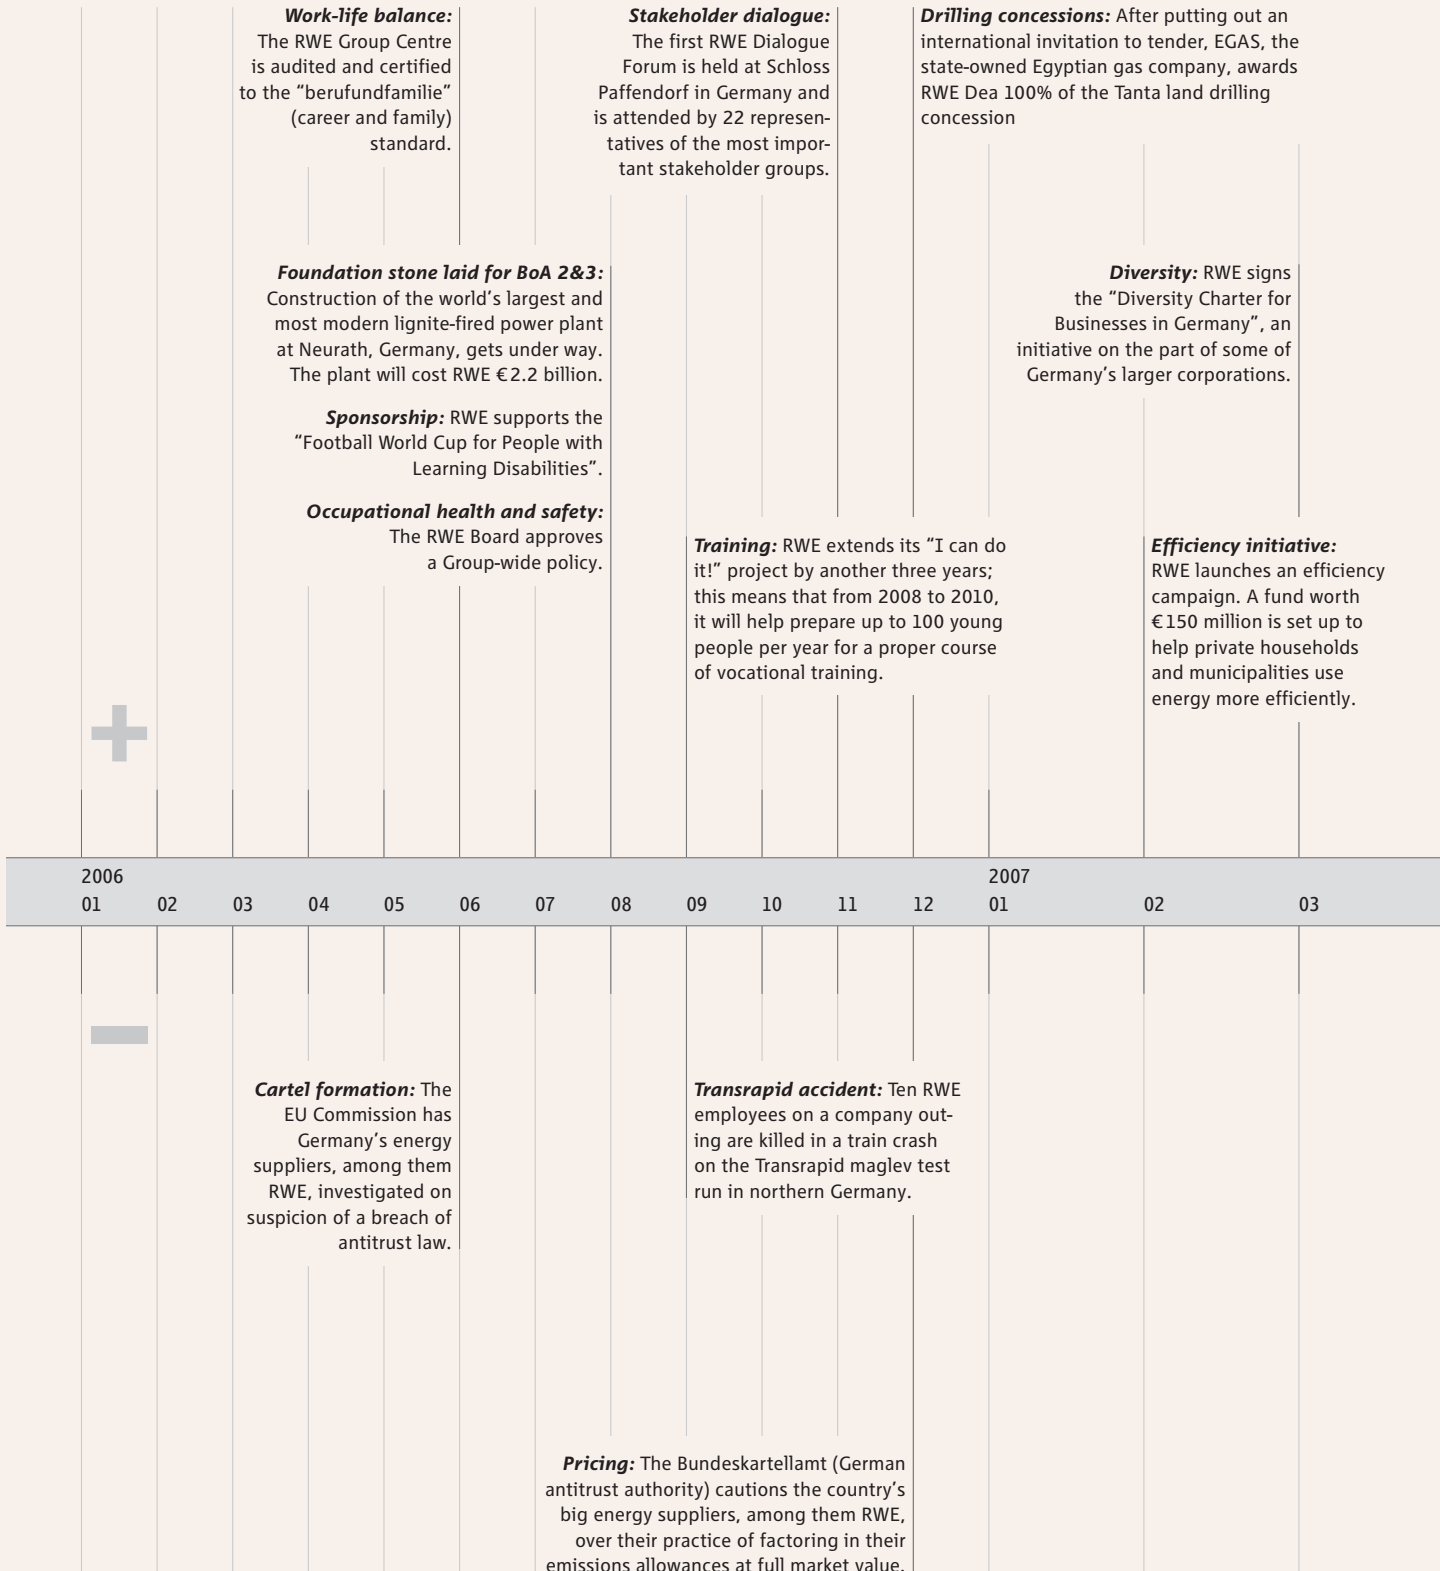 Work-life balance:
The RWE Group Centre
is audited and certified
to the “berufundfamilie”
(career and family)
standard.
Stakeholder dialogue:
The first RWE Dialogue
Forum is held at Schloss
Paffendorf in Germany and
is attended by 22 represen-
tatives of the most impor-
tant stakeholder groups.
Drilling concessions: After putting out an
international invitation to tender, EGAS, the
state-owned Egyptian gas company, awards
RWE Dea 100% of the Tanta land drilling
concession
Foundation stone laid for BoA 2&3:
Construction of the world’s largest and
most modern lignite-fired power plant
at Neurath, Germany, gets under way.
The plant will cost RWE €2.2 billion.
Sponsorship: RWE supports the
“Football World Cup for People with
Learning Disabilities”.
Occupational health and safety:
The RWE Board approves
a Group-wide policy.
Diversity: RWE signs
the “Diversity Charter for
Businesses in Germany”, an
initiative on the part of some of
Germany’s larger corporations.
Training: RWE extends its “I can do
it!” project by another three years;
this means that from 2008 to 2010,
it will help prepare up to 100 young
people per year for a proper course
of vocational training.
Efficiency initiative:
RWE launches an efficiency
campaign. A fund worth
€150 million is set up to
help private households
and municipalities use
energy more efficiently.
2006 2007
01 02 03 04 05 06 07 08 09 10 11 12 01 02 03
Cartel formation: The
EU Commission has
Germany’s energy
suppliers, among them
RWE, investigated on
suspicion of a breach of
antitrust law.
Transrapid accident: Ten RWE
employees on a company out-
ing are killed in a train crash
on the Transrapid maglev test
run in northern Germany.
Pricing: The Bundeskartellamt (German
antitrust authority) cautions the country’s
big energy suppliers, among them RWE,
over their practice of factoring in their
emissions allowances at full market value.